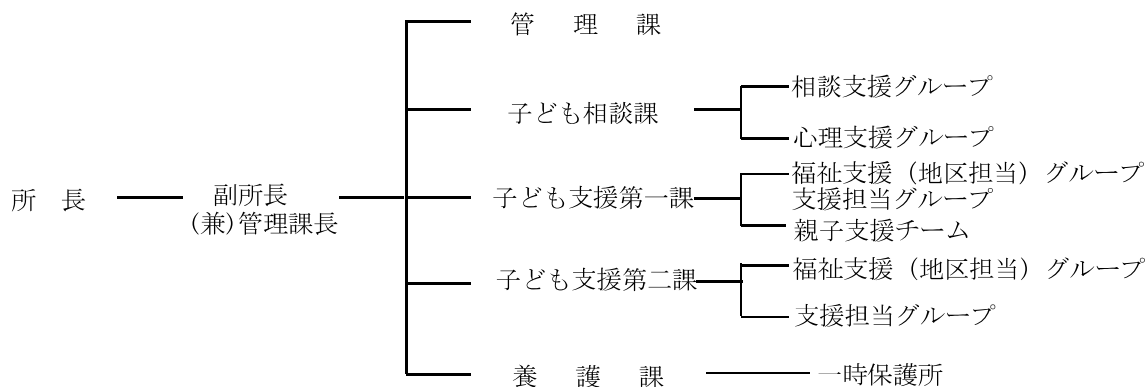 所　長
副所長
(兼)管理課長
管　理　課
子ども相談課
相談支援グループ
心理支援グループ
子ども支援第一課
福祉支援（地区担当）グループ
支援担当グループ
親子支援チーム
子ども支援第二課
福祉支援（地区担当）グループ
支援担当グループ
養　護　課
一時保護所